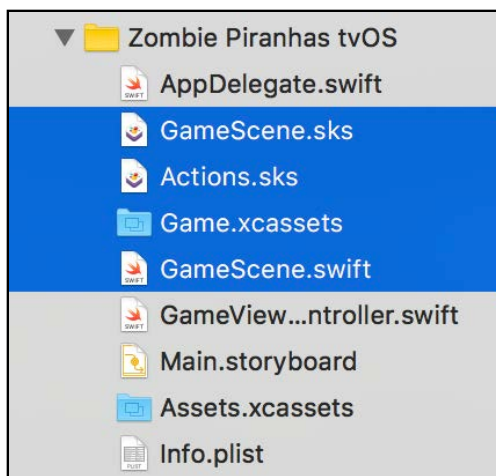 Zombie Piranhas tvOS
AppDelegate.swift
GameScene.sks
Actions.sks
Game.xcassets
GameScene.swift
GameView...ntroller.swift
Main.storyboard
Assets.xcassets
Info.plist